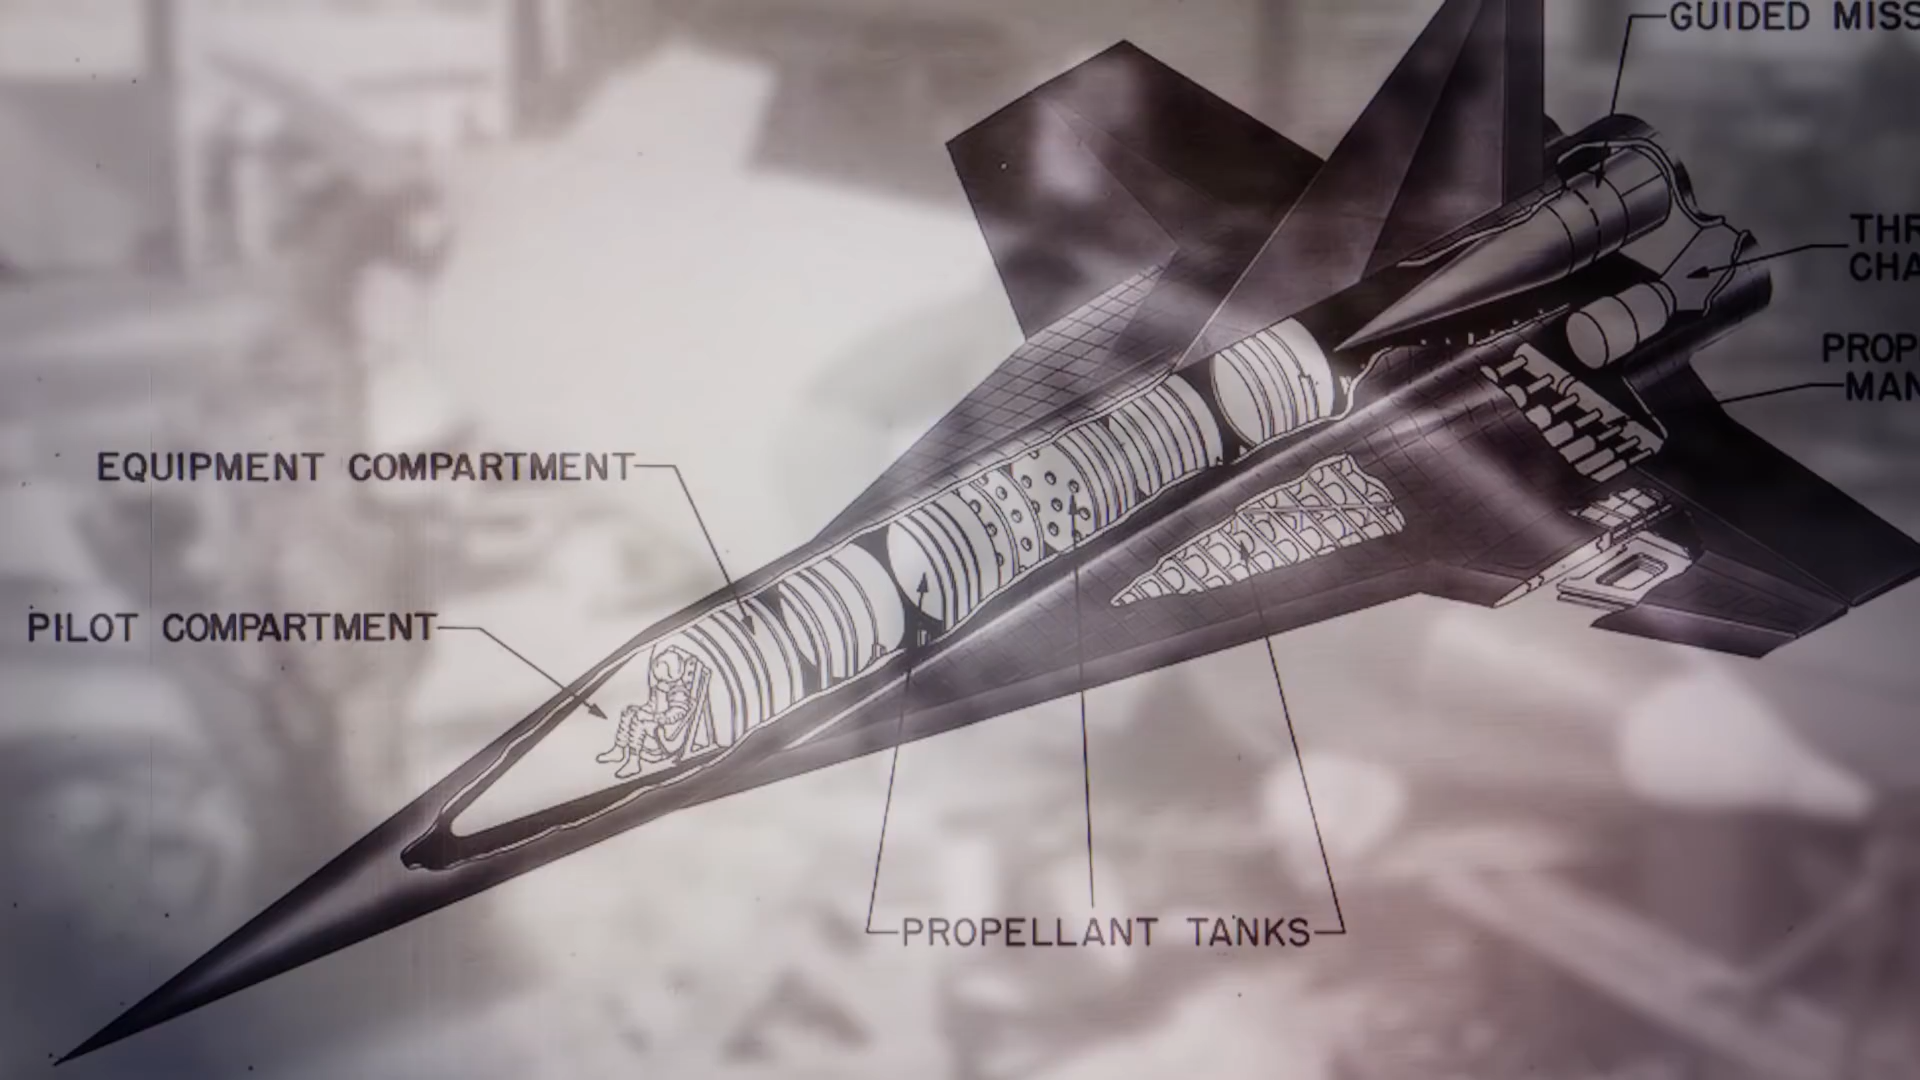 GUIDED MISS
THR
CHA
PROP
MAN
EQUIPMENT COMPARTMENT
PILOT COMPARTMENT
PROPELLANT TANKS